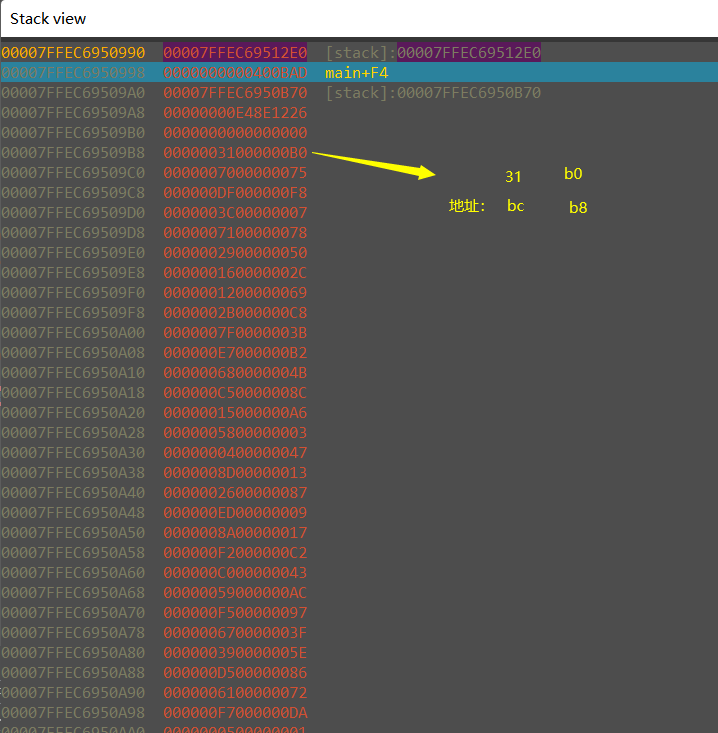 Stack view
00007FFEC6950990 00007FFEC69512E0 [stack]:00007FFEC69512E0
00007FFEC6950998 0000000000400BAD main+F4
00007FFEC69509A0 00007FFEC6950B70 [stack]:00007FFEC6950B70
00007FFEC69509A8 00000000E48E1226
00007FFEC69509B0 0000000000000000
00007FFEC69509B8 00000031000000B0
00007FFEC69509C0 0000007000000075
31 b0
00007FFEC69509C8 000000DF000000F8
地址： bc b8
00007FFEC69509D0 0000003C00000007
00007FFEC69509D8 0000007100000078
00007FFEC69509E0 0000002900000050
00007FFEC69509E8 000000160000002C
00007FFEC69509F0 0000001200000069
00007FFEC69509F8 0000002B000000C8
00007FFEC6950A00 0000007F0000003B
00007FFEC6950A08 000000E7000000B2
00007FFEC6950A10 000000680000004B
00007FFEC6950A18 000000C50000008C
00007FFEC6950A20 00000015000000A6
00007FFEC6950A28 0000005800000003
00007FFEC6950A30 0000000400000047
00007FFEC6950A38 0000008D00000013
00007FFEC6950A40 0000002600000087
00007FFEC6950A48 000000ED00000009
00007FFEC6950A50 0000008A00000017
00007FFEC6950A58 000000F2000000C2
00007FFEC6950A60 000000C000000043
00007FFEC6950A68 00000059000000AC
00007FFEC6950A70 000000F500000097
00007FFEC6950A78 000000670000003F
00007FFEC6950A80 000000390000005E
00007FFEC6950A88 000000D500000086
00007FFEC6950A90 0000006100000072
00007FFEC6950A98 000000F7000000DA
00007FFEC6950AA0 0000000500000001